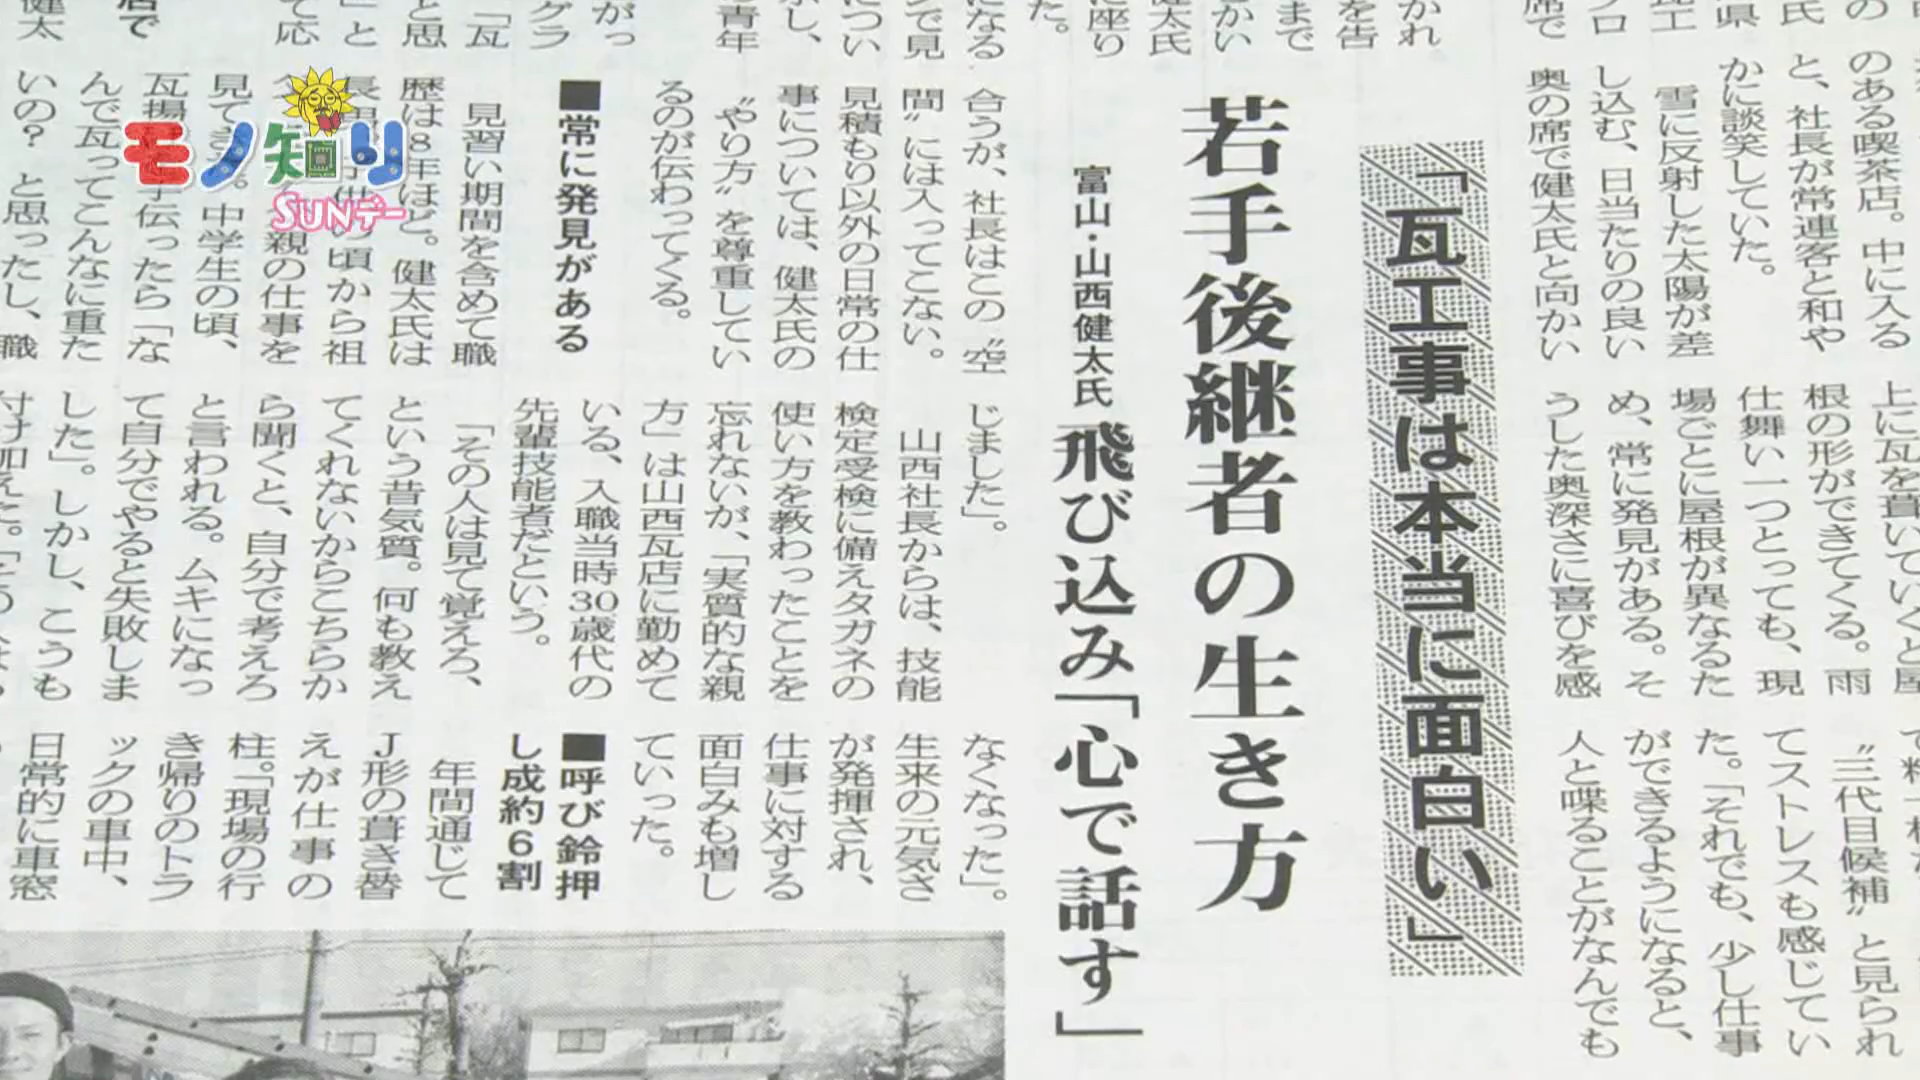 モノ知り
SUNデー
「瓦工事は本当に面白い」
若手後継者の生き方
富山・山西健太氏
飛び込み「心で話す」
のある喫茶店。中に入る
と、社長が常連客と和や
かに談笑していた。
雪に反射した太陽が差
し込む、日当たりの良い
奥の席で健太氏と向かい
合うが、社長はこの〝空
間〟には入ってこない。
見積もり以外の日常の仕
事については、健太氏の
〝やり方〟を尊重してい
るのが伝わってくる。
■常に発見がある
見習い期間を含めて職
歴は8年ほど。健太氏は
頃から祖
親の仕事を
中学生の頃、
伝ったら「な
んで瓦ってこんなに重た
いの? と思ったし、職
上に瓦を葺いていくと屋
根の形ができてくる。雨
仕舞い一つとっても、現
場ごとに屋根が異なるた
め、常に発見がある。そ
うした奥深さに喜びを感
じました」。
山西社長からは、技能
検定受検に備えタガネの
使い方を教わったことを
忘れないが、「実質的な親
方」は山西瓦店に勤めて
いる、入職当時30歳代の
先輩技能者だという。
「その人は見て覚えろ、
という昔気質。何も教え
てくれないからこちらか
ら聞くと、自分で考えろ
と言われる。ムキになっ
て自分でやると失敗しま
した」。しかし、こうも
〝三代目候補〟と見られ
てストレスも感じてい
た。「それでも、少し仕事
ができるようになると、
人と喋ることがなんでも
なくなった」。
生来の元気さ
が発揮され、
仕事に対する
面白みも増し
ていった。
■呼び鈴押
し成約6割
年間通じて
J形の葺き替
えが仕事の
柱。「現場の行
き帰りのトラ
ックの車中、
日常的に車窓